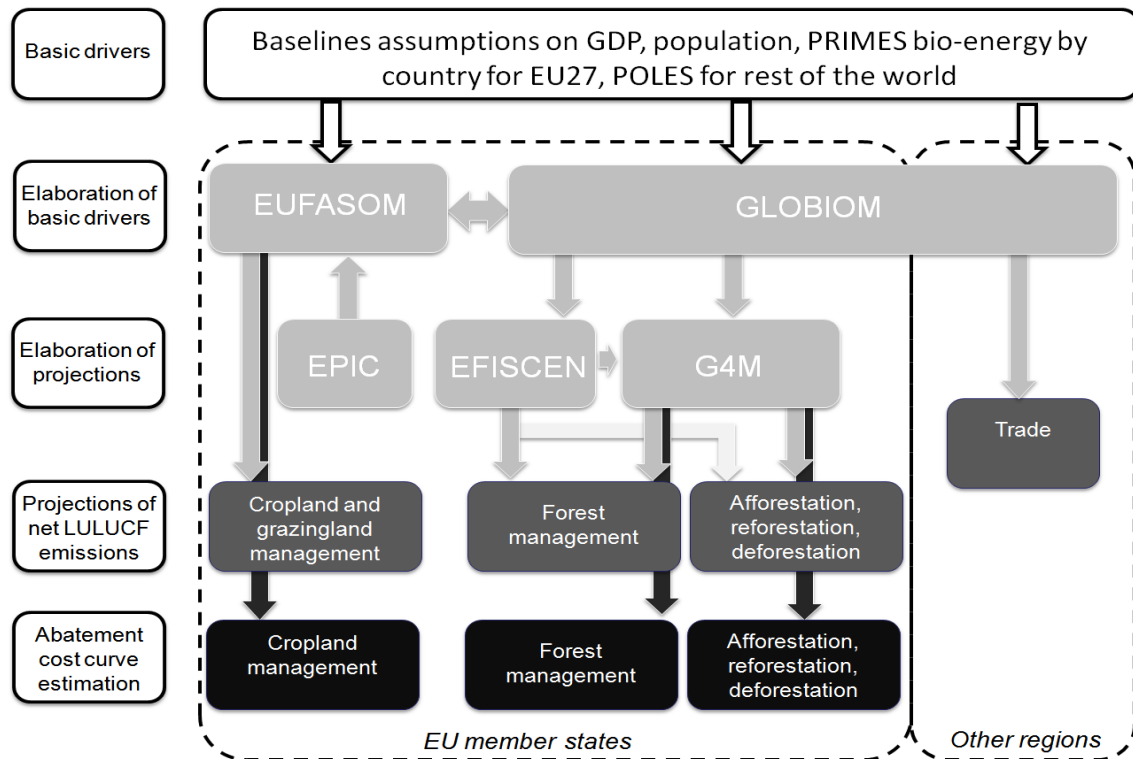 Basic drivers
Baselines assumptions on GDP, population, PRIMES bio-energy by
country for EU27, POLES for rest of the world
Elaboration of
basic drivers
EUFASOM
GLOBIOM
Elaboration of
projections
EPIC
EFISCEN
G4M
Trade
Projections of
net LULUCF
emissions
Cropland and
grazingland
management
Forest
management
Afforestation,
reforestation,
deforestation
Abatement
cost curve
estimation
Cropland
management
Forest
management
Afforestation,
reforestation,
deforestation
EU member states
Other regions